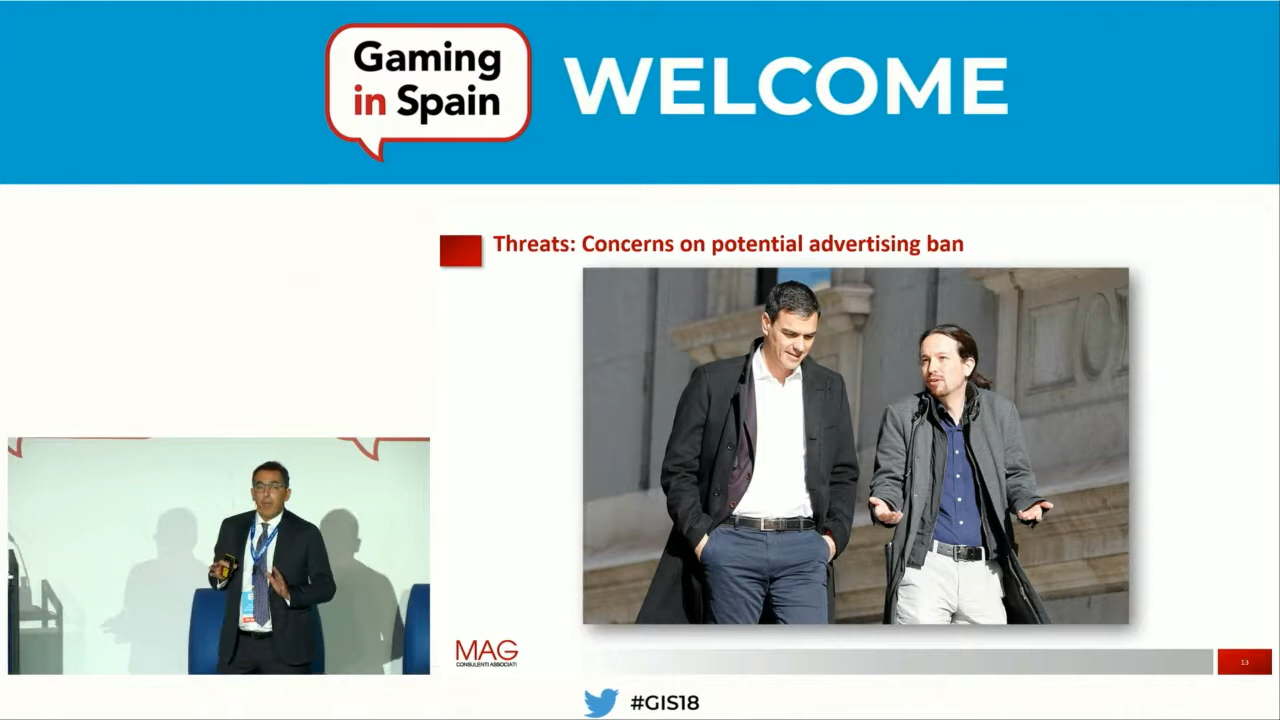 Gaming
in Spain
WELCOME
Threats: Concerns on potential advertising ban
MAG
CONSULENTI ASSOCIATI
13
#GIS18